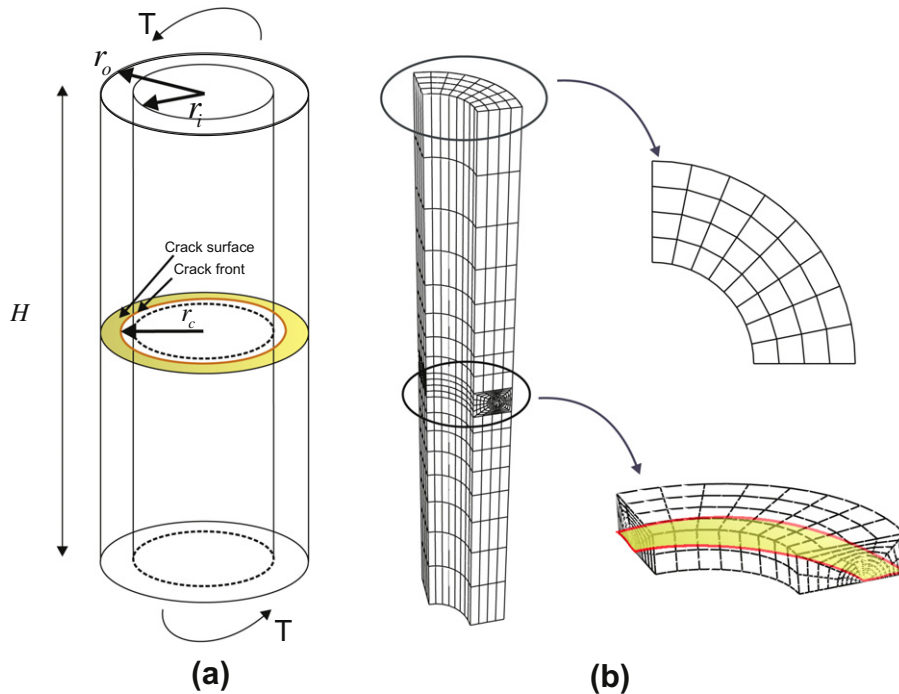 T
r_o
r_i
Crack surface
Crack front
H
r_c
T
(a)
(b)